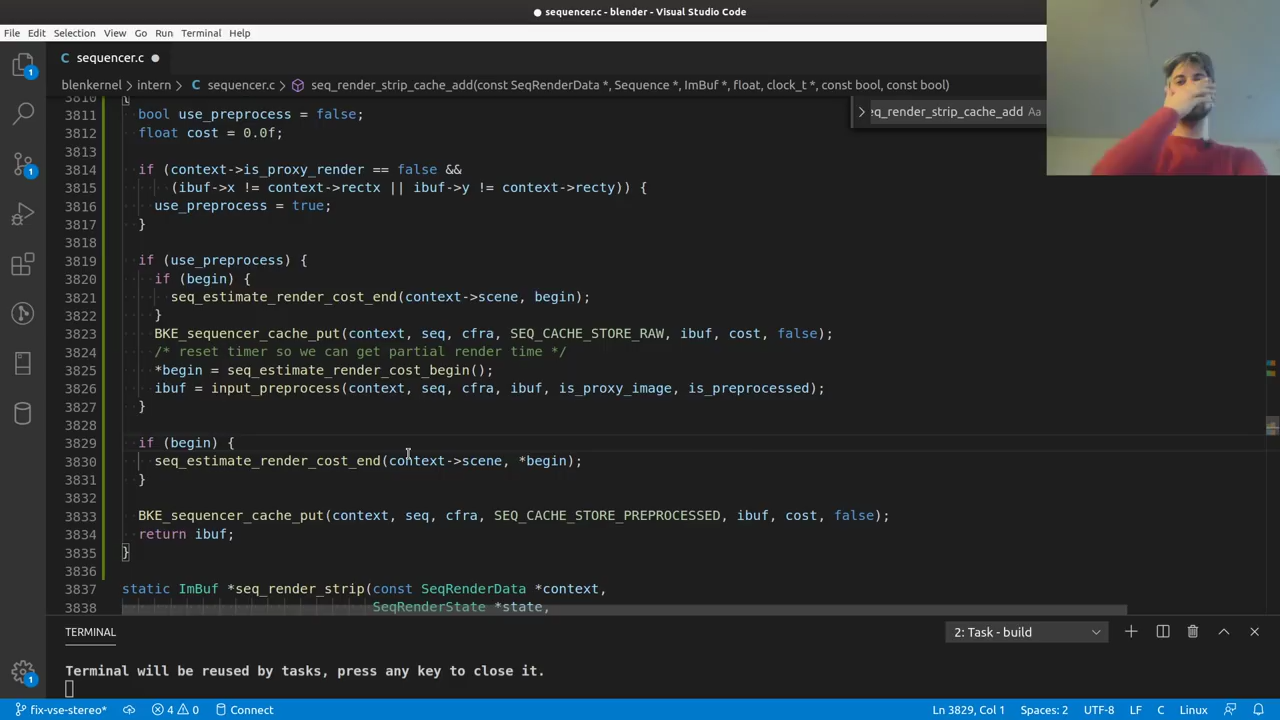 ● sequencer.c - blender - Visual Studio Code
File Edit Selection View Go Run Terminal Help
C sequencer.c ●
blenkernel > intern > C sequencer.c > seq_render_strip_cache_add(const SeqRenderData *, Sequence *, ImBuf *, float, clock_t *, const bool, const bool)
eq_render_strip_cache_add Aa
3810 {
3811 bool use_preprocess = false;
3812 float cost = 0.0f;
3813
3814 if (context->is_proxy_render == false &&
3815 (ibuf->x != context->rectx || ibuf->y != context->recty)) {
3816 use_preprocess = true;
3817 }
3818
3819 if (use_preprocess) {
3820 if (begin) {
3821 seq_estimate_render_cost_end(context->scene, begin);
3822 }
3823 BKE_sequencer_cache_put(context, seq, cfra, SEQ_CACHE_STORE_RAW, ibuf, cost, false);
3824 /* reset timer so we can get partial render time */
3825 *begin = seq_estimate_render_cost_begin();
3826 ibuf = input_preprocess(context, seq, cfra, ibuf, is_proxy_image, is_preprocessed);
3827 }
3828
3829 if (begin) {
3830 seq_estimate_render_cost_end(context->scene, *begin);
3831 }
3832
3833 BKE_sequencer_cache_put(context, seq, cfra, SEQ_CACHE_STORE_PREPROCESSED, ibuf, cost, false);
3834 return ibuf;
3835 }
3836
3837 static ImBuf *seq_render_strip(const SeqRenderData *context,
3838 SeqRenderState *state,
TERMINAL
2: Task - build
Terminal will be reused by tasks, press any key to close it.
fix-vse-stereo* 4 0 Connect Ln 3829, Col 1 Spaces: 2 UTF-8 LF C Linux